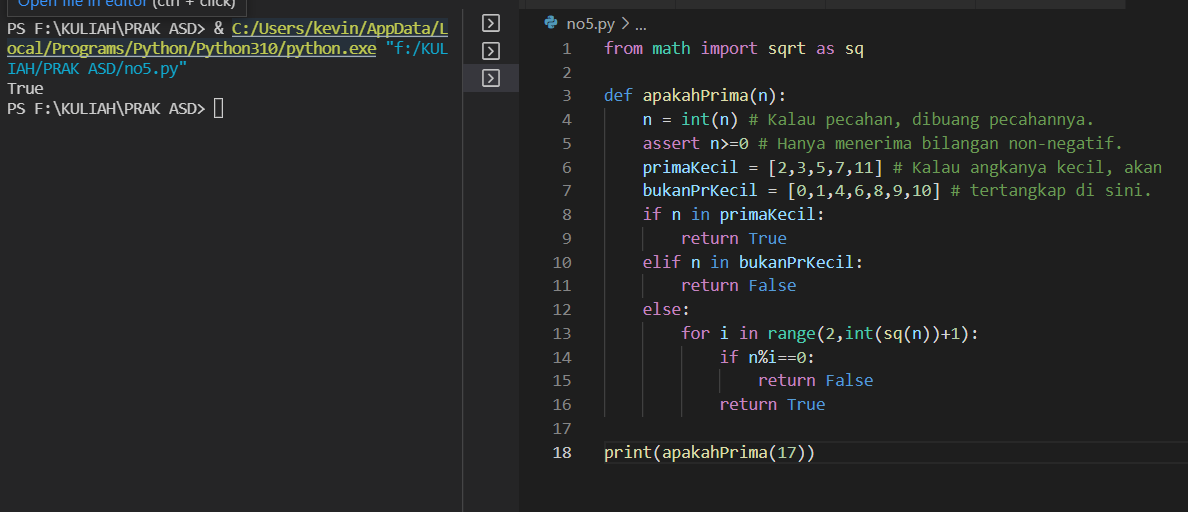 Open file in editor (ctrl + click)
PS F:\KULIAH\PRAK ASD> & C:/Users/kevin/AppData/L
ocal/Programs/Python/Python310/python.exe "f:/KUL
IAH/PRAK ASD/no5.py"
True
PS F:\KULIAH\PRAK ASD>
no5.py > ...
1 from math import sqrt as sq
2
3 def apakahPrima(n):
4 n = int(n) # Kalau pecahan, dibuang pecahannya.
5 assert n>=0 # Hanya menerima bilangan non-negatif.
6 primaKecil = [2,3,5,7,11] # Kalau angkanya kecil, akan
7 bukanPrKecil = [0,1,4,6,8,9,10] # tertangkap di sini.
8 if n in primaKecil:
9 return True
10 elif n in bukanPrKecil:
11 return False
12 else:
13 for i in range(2,int(sq(n))+1):
14 if n%i==0:
15 return False
16 return True
17
18 print(apakahPrima(17))